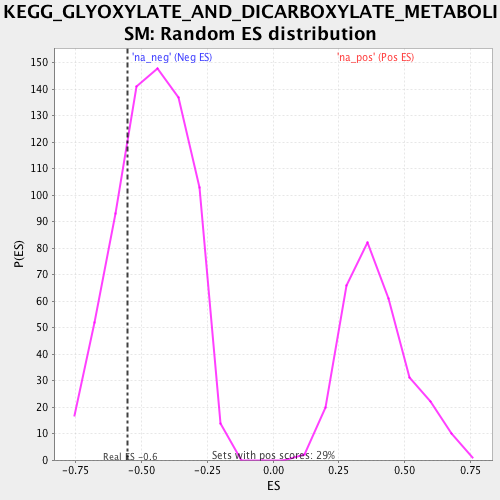 KEGG_GLYOXYLATE_AND_DICARBOXYLATE_METABOLI
SM: Random ES distribution
'na_neg' (Neg ES)
'na_pos' (Pos ES)
150
140
130
120
110
100
90
80
70
60
50
40
30
20
10
0
P(ES)
Real ES -0.6
Sets with pos scores: 29%
-0.75
-0.50
-0.25
0.00
0.25
0.50
0.75
ES